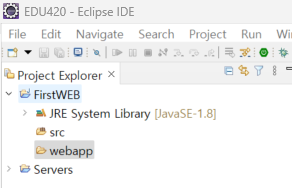 EDU420 - Eclipse IDE
File Edit Navigate Search Project Run
Project Explorer
FirstWEB
JRE System Library [JavaSE-1.8]
src
webapp
Servers